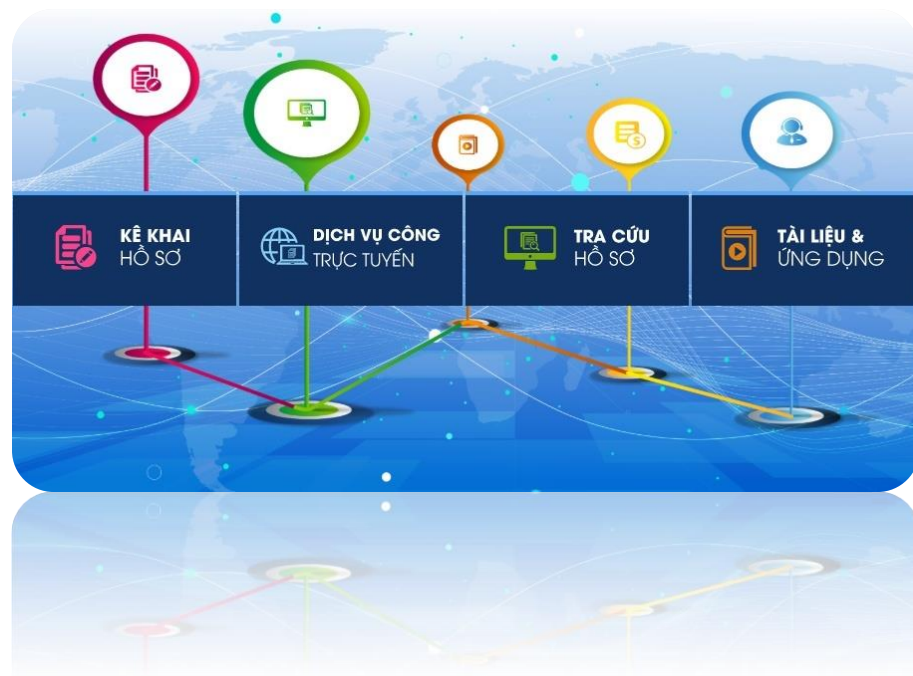 KÊ KHAI
HỒ SƠ
DỊCH VỤ CÔNG
TRỰC TUYẾN
TRA CỨU
HỒ SƠ
TÀI LIỆU &
ỨNG DỤNG